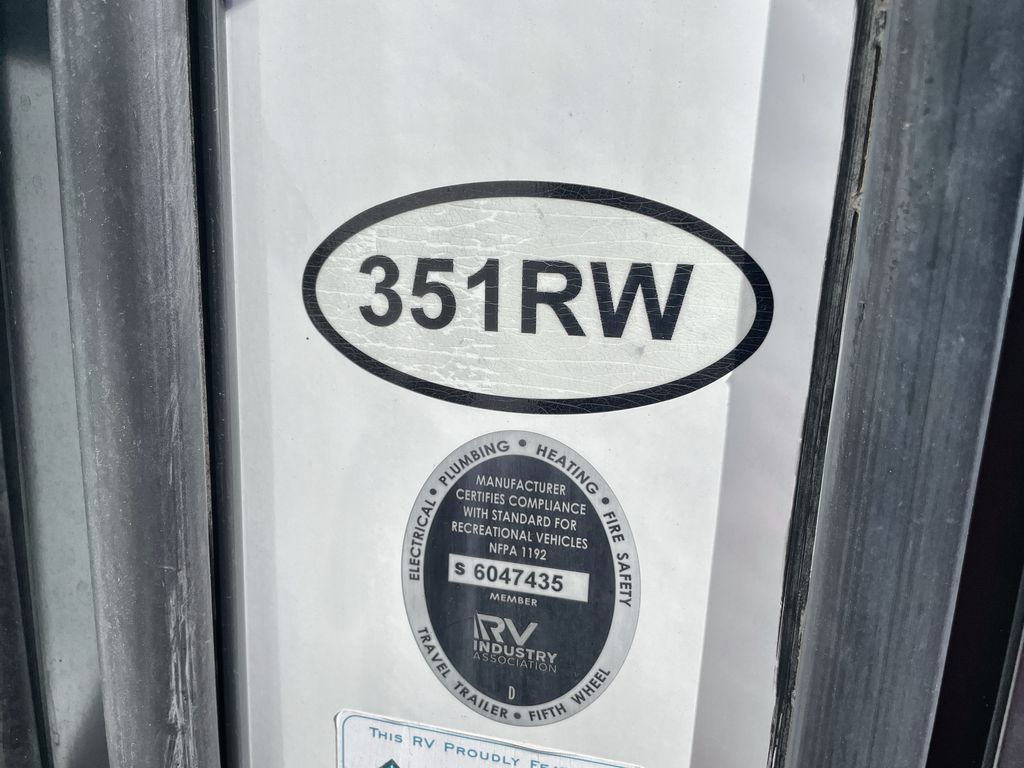 351RW
ELECTRICAL • PLUMBING • HEATING • FIRE SAFETY
MANUFACTURER
CERTIFIES COMPLIANCE
WITH STANDARD FOR
RECREATIONAL VEHICLES
NFPA 1192
S 6047435
MEMBER
RV
INDUSTRY
ASSOCIATION
D
TRAVEL TRAILER • FIFTH WHEEL
THIS RV PROUDLY